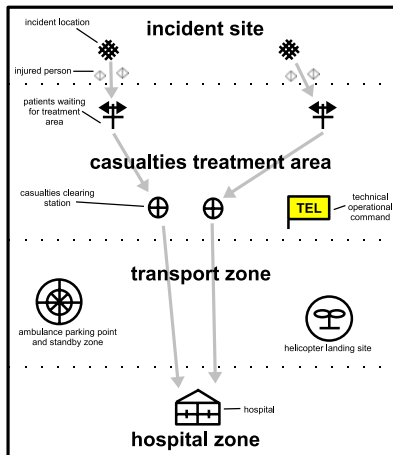 incident location
incident site
injured person
patients waiting
for treatment
area
casualties treatment area
casualties clearing
station
TEL
technical
operational
command
transport zone
ambulance parking point
and standby zone
helicopter landing site
hospital
hospital zone